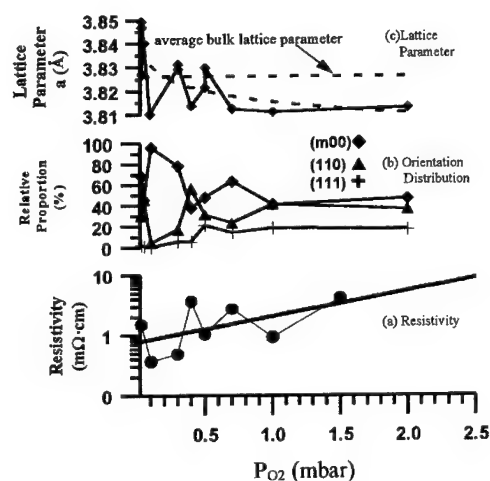 3.85
3.84
3.83
3.82
3.81
Lattice
Parameter
a (Å)
average bulk lattice parameter
(c)Lattice
Parameter
100
80
60
40
20
0
Relative
Proportion
(%)
(m00)
(110)
(111)
(b) Orientation
Distribution
10
1
0
Resistivity
(mΩ·cm)
(a) Resistivity
0.5
1.0
1.5
2.0
2.5
PO2 (mbar)